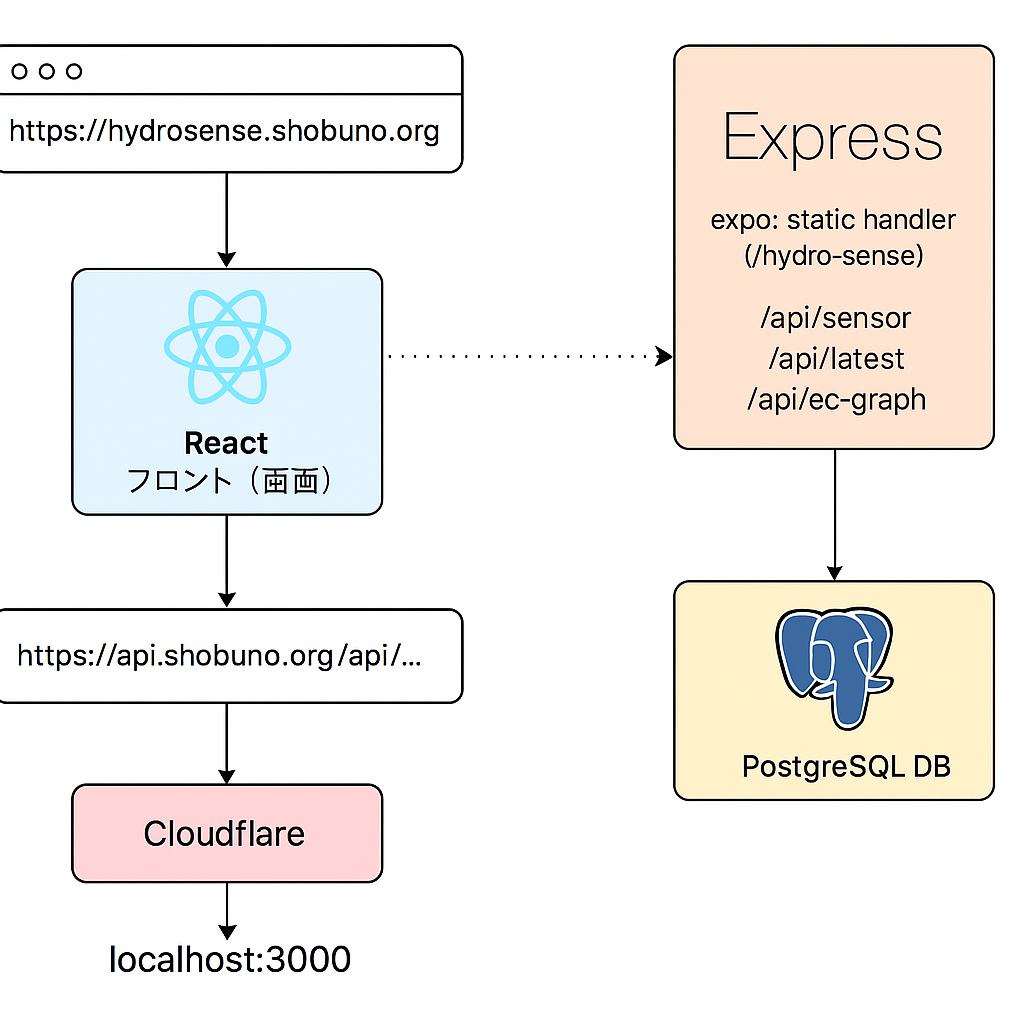 https://hydrosense.shobuno.org
React
フロント（画画）
https://api.shobuno.org/api/...
Cloudflare
localhost:3000
Express
expo: static handler
(/hydro-sense)
/api/sensor
/api/latest
/api/ec-graph
PostgreSQL DB